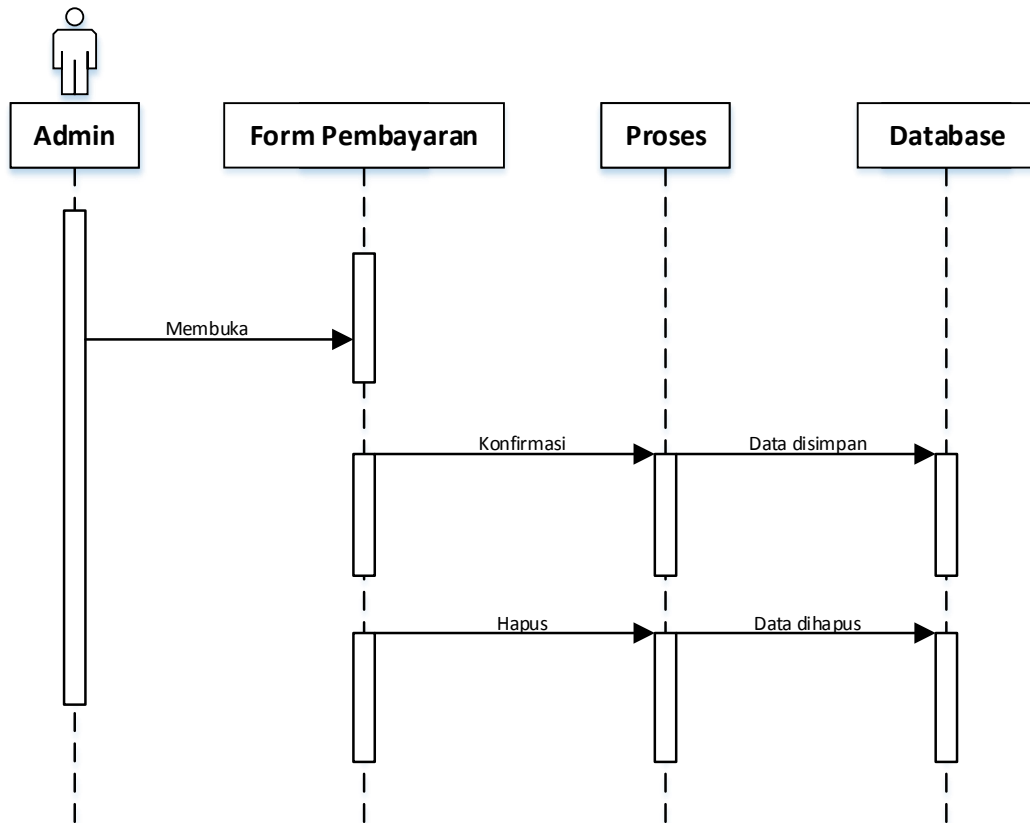 Admin
Form Pembayaran
Proses
Database
Membuka
Konfirmasi
Data disimpan
Hapus
Data dihapus